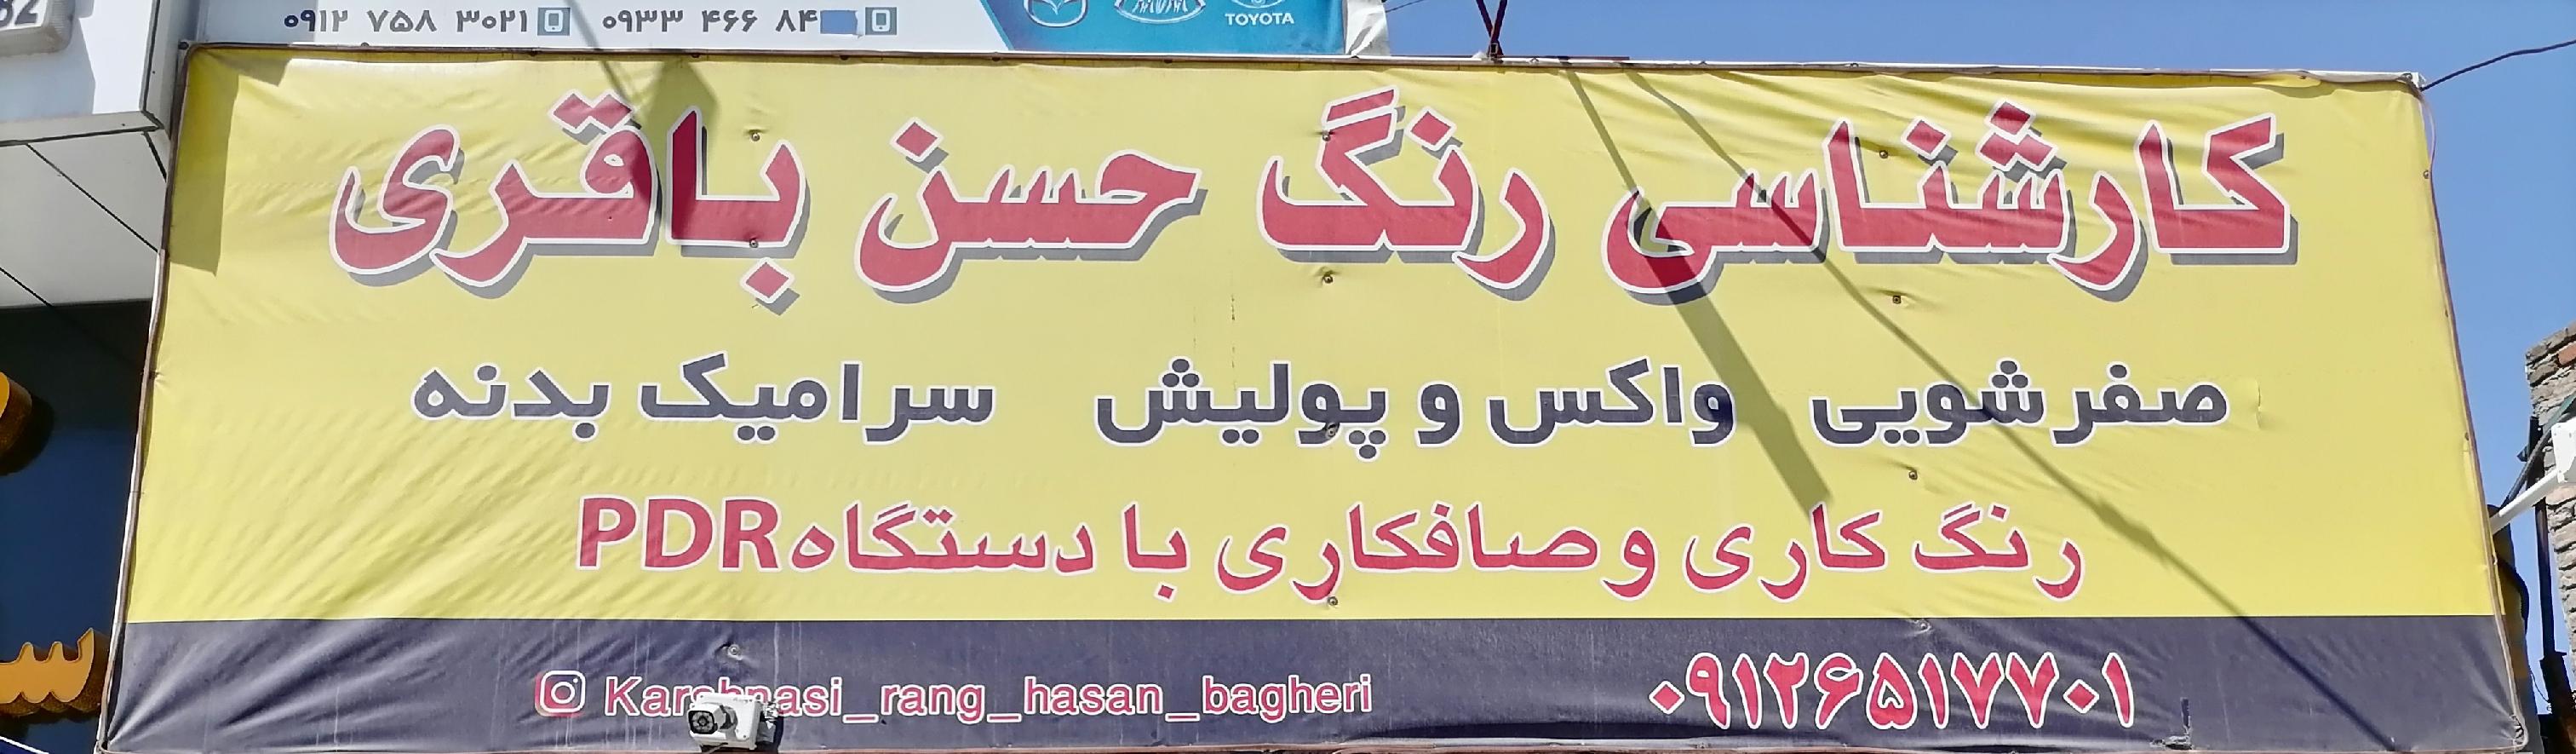 ۰۹۱۲ ۷۵۸ ۳۰۲۱ ۰۹۳۳ ۴۶۶ ۸۴
TOYOTA
کارشناسی رنگ حسن باقری
صفرشویی واکس و پولیش سرامیک بدنه
رنگ کاری و صافکاری با دستگاه PDR
۰۹۱۲۶۵۱۷۷۰۱
Karshnasi_rang_hasan_bagheri